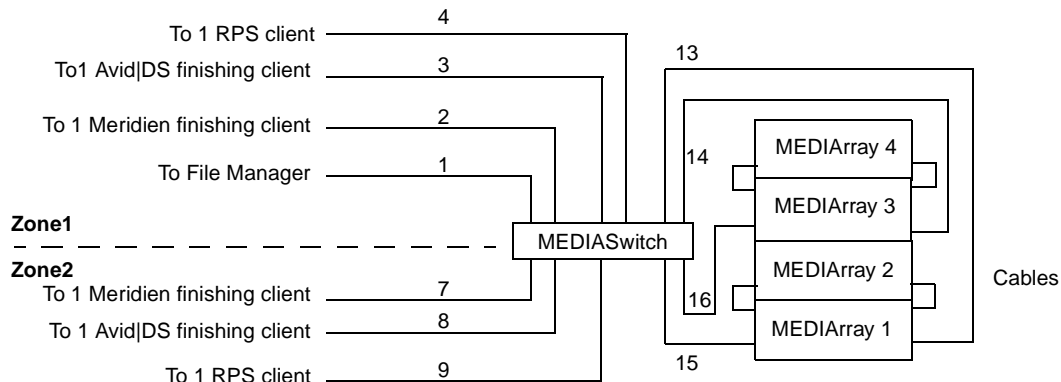 4
To 1 RPS client
3
To1 Avid|DS finishing client
2
To 1 Meridien finishing client
1
To File Manager
Zone1
Zone2
7
To 1 Meridien finishing client
8
To 1 Avid|DS finishing client
9
To 1 RPS client
MEDIASwitch
13
14
16
15
MEDIArray 4
MEDIArray 3
MEDIArray 2
MEDIArray 1
Cables